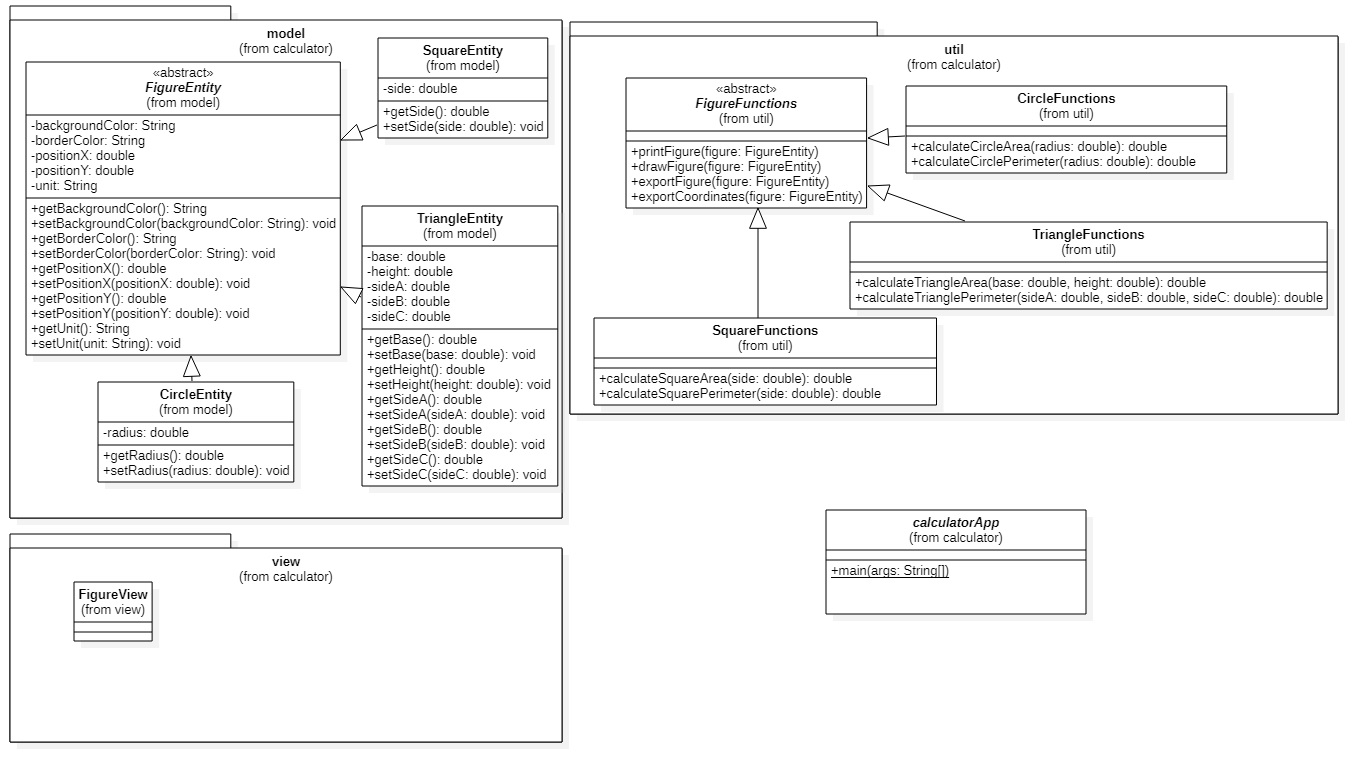 model
(from calculator)
«abstract»
FigureEntity
(from model)
-backgroundColor: String
-borderColor: String
-positionX: double
-positionY: double
-unit: String
+getBackgroundColor(): String
+setBackgroundColor(backgroundColor: String): void
+getBorderColor(): String
+setBorderColor(borderColor: String): void
+getPositionX(): double
+setPositionX(positionX: double): void
+getPositionY(): double
+setPositionY(positionY: double): void
+getUnit(): String
+setUnit(unit: String): void
SquareEntity
(from model)
-side: double
+getSide(): double
+setSide(side: double): void
TriangleEntity
(from model)
-base: double
-height: double
-sideA: double
-sideB: double
-sideC: double
+getBase(): double
+setBase(base: double): void
+getHeight(): double
+setHeight(height: double): void
+getSideA(): double
+setSideA(sideA: double): void
+getSideB(): double
+setSideB(sideB: double): void
+getSideC(): double
+setSideC(sideC: double): void
CircleEntity
(from model)
-radius: double
+getRadius(): double
+setRadius(radius: double): void
util
(from calculator)
«abstract»
FigureFunctions
(from util)
+printFigure(figure: FigureEntity)
+drawFigure(figure: FigureEntity)
+exportFigure(figure: FigureEntity)
+exportCoordinates(figure: FigureEntity)
CircleFunctions
(from util)
+calculateCircleArea(radius: double): double
+calculateCirclePerimeter(radius: double): double
TriangleFunctions
(from util)
+calculateTriangleArea(base: double, height: double): double
+calculateTrianglePerimeter(sideA: double, sideB: double, sideC: double): double
SquareFunctions
(from util)
+calculateSquareArea(side: double): double
+calculateSquarePerimeter(side: double): double
view
(from calculator)
FigureView
(from view)
calculatorApp
(from calculator)
+main(args: String[])